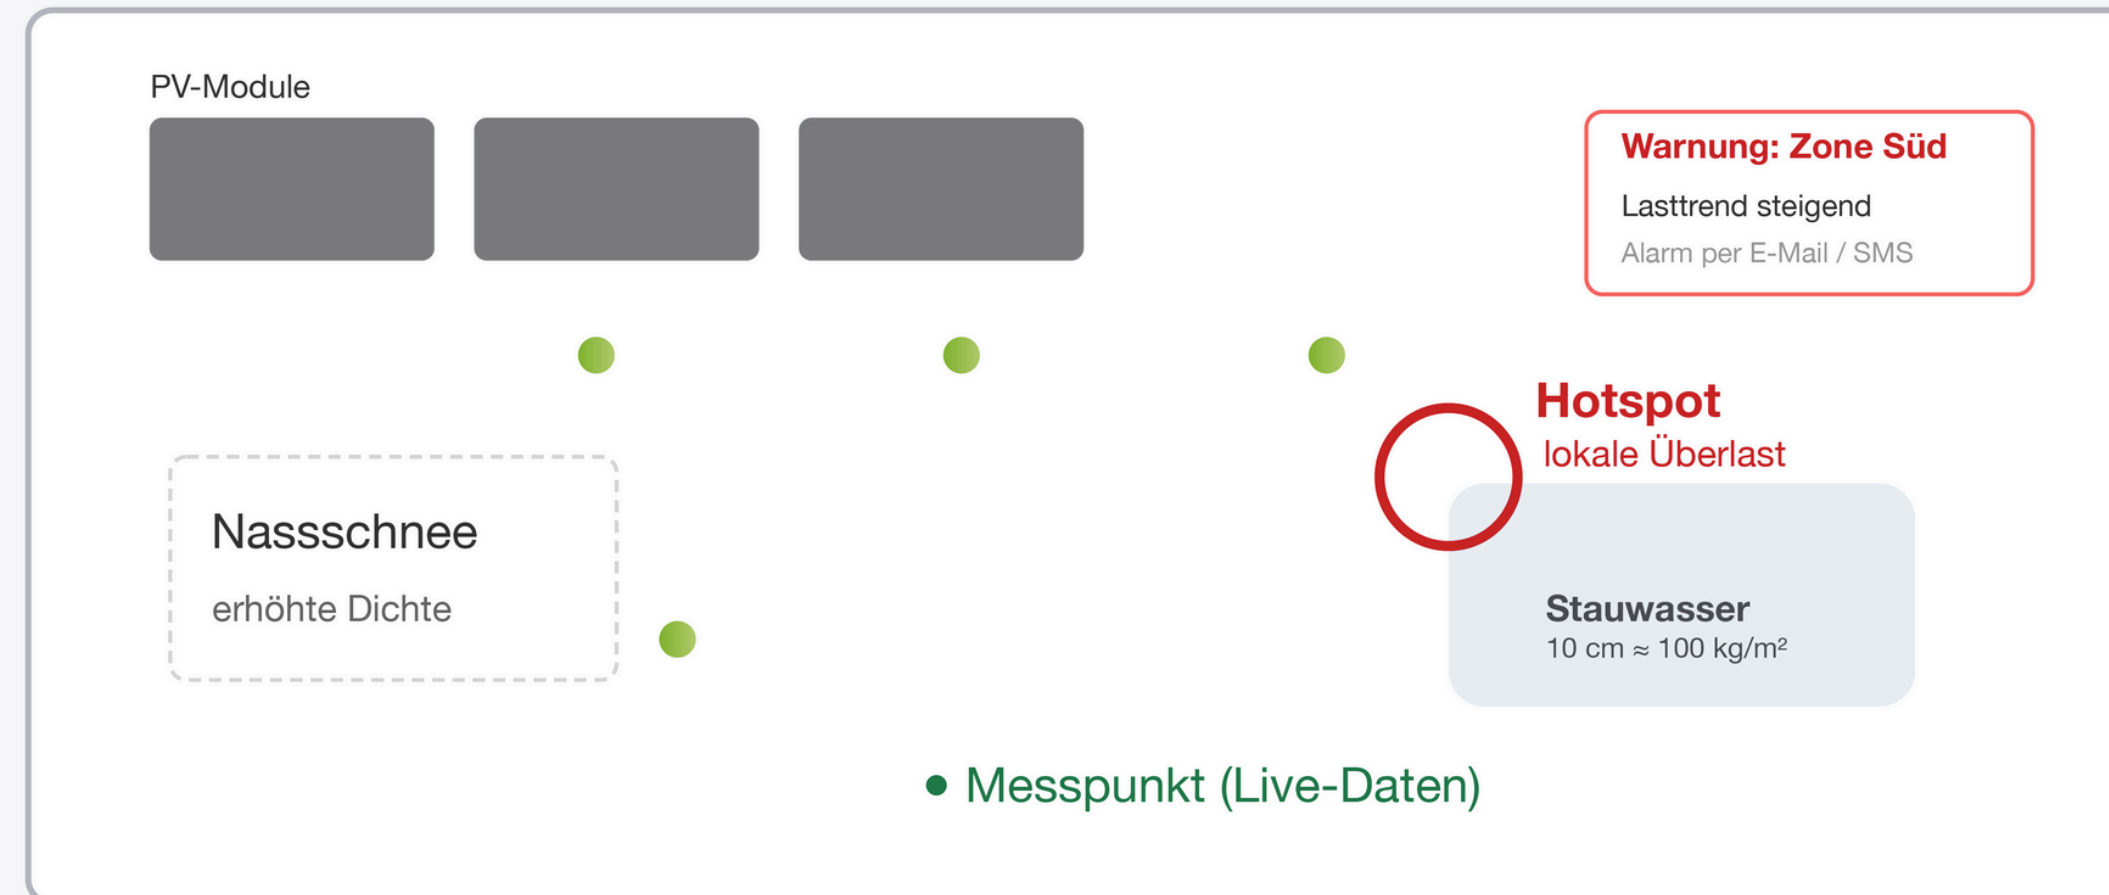 PV-Module
Warnung: Zone Süd
Lasttrend steigend
Alarm per E-Mail / SMS
Hotspot
lokale Überlast
Nassschnee
erhöhte Dichte
Stauwasser
10 cm ≈ 100 kg/m²
Messpunkt (Live-Daten)